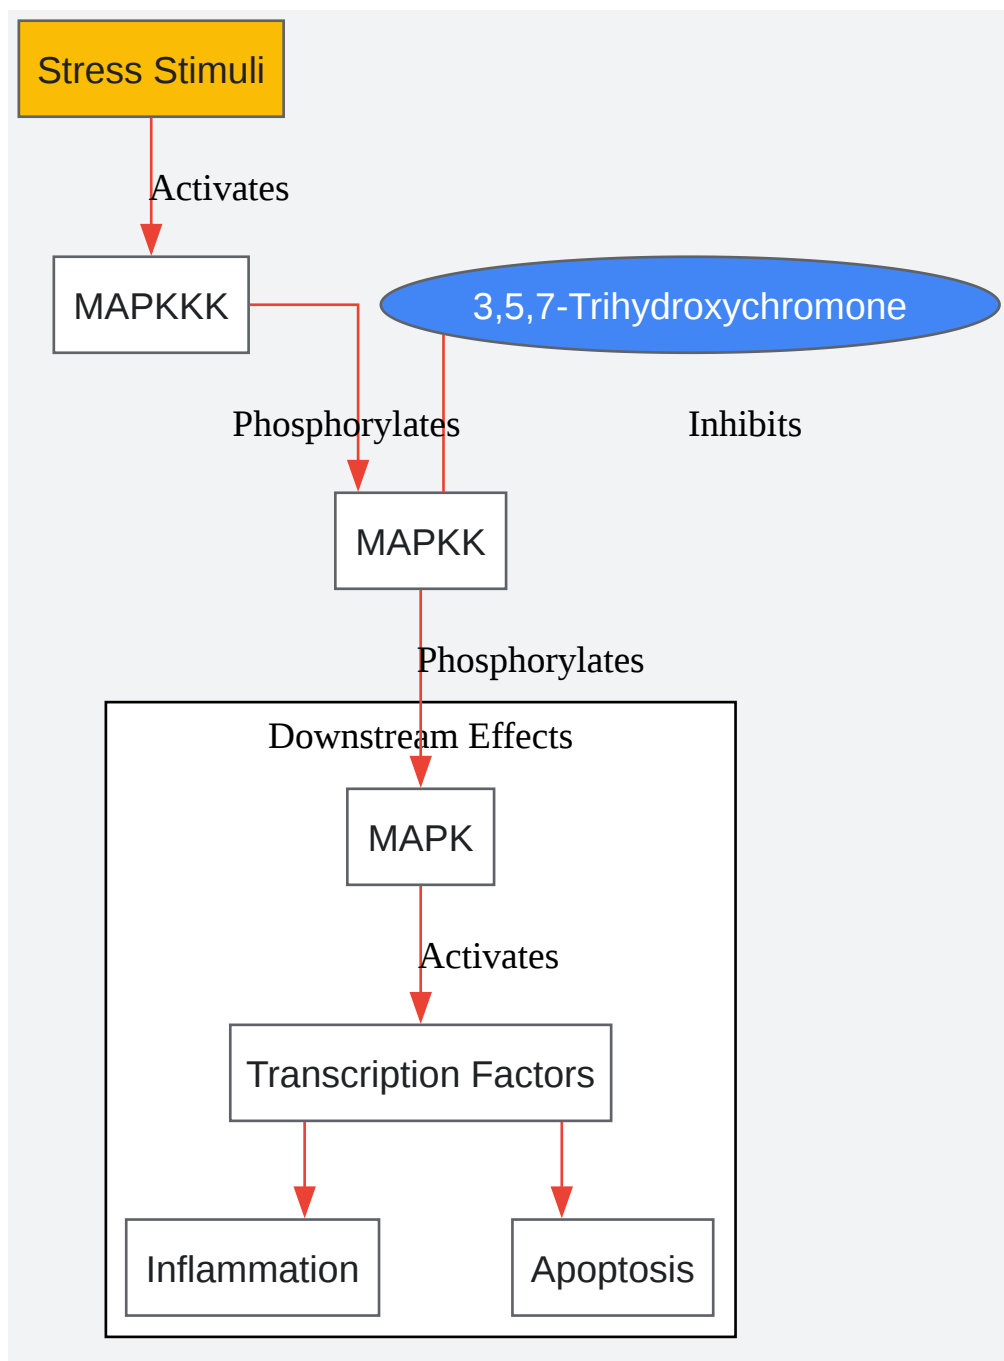 Stress Stimuli
Activates
MAPKKK
3,5,7-Trihydroxychromone
Phosphorylates
Inhibits
MAPKK
Phosphorylates
Downstream Effects
MAPK
Activates
Transcription Factors
Inflammation
Apoptosis